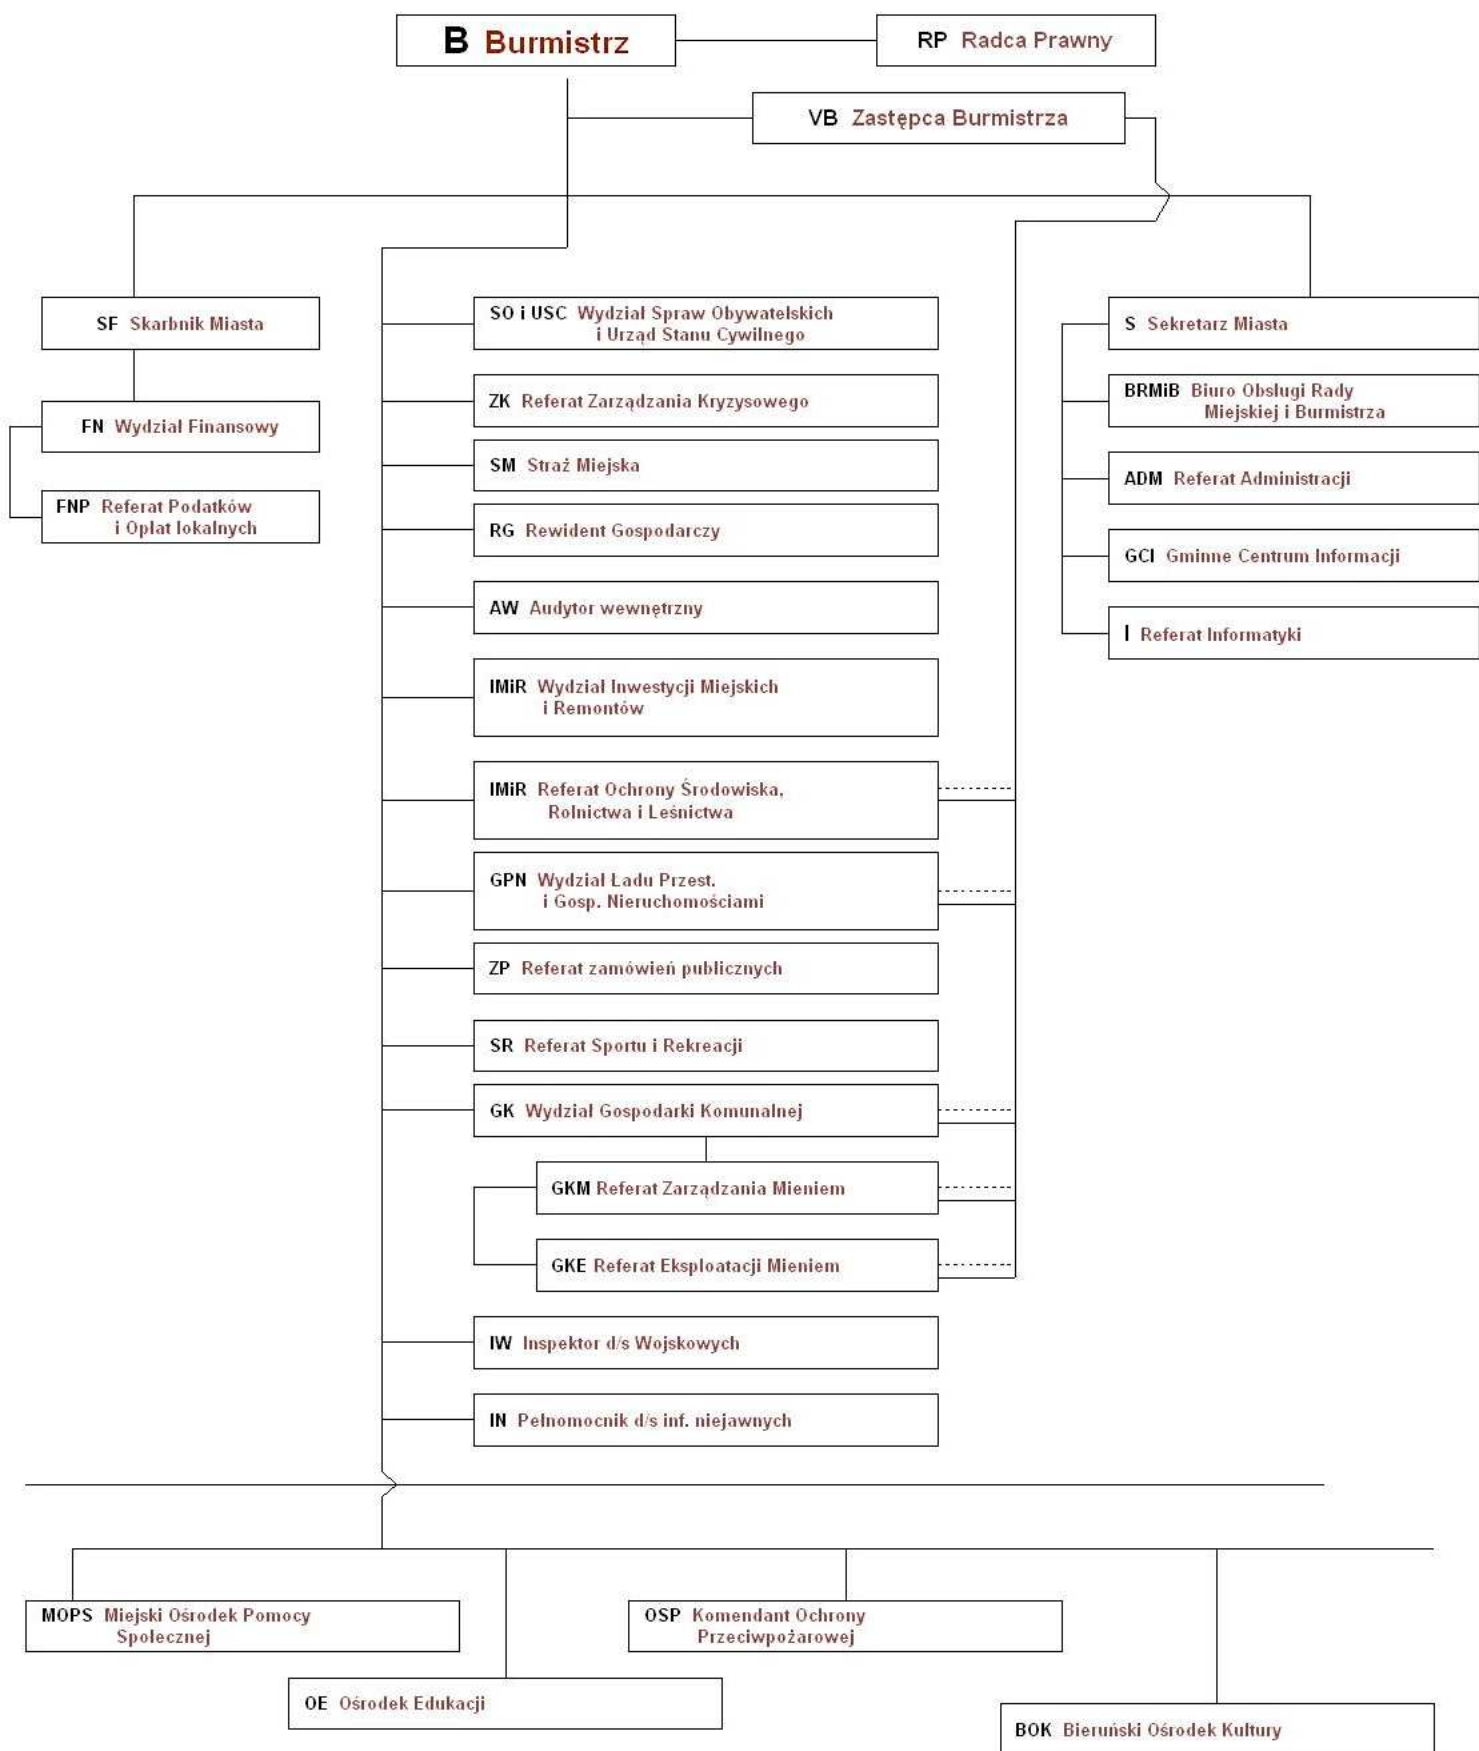 B Burmistrz
RP Radca Prawny
VB Zastępca Burmistrza
SF Skarbnik Miasta
FN Wydział Finansowy
FNP Referat Podatków
i Opłat lokalnych
SO i USC Wydział Spraw Obywatelskich
i Urząd Stanu Cywilnego
ZK Referat Zarządzania Kryzysowego
SM Straż Miejska
RG Rewident Gospodarczy
AW Audytor wewnętrzny
IMiR Wydział Inwestycji Miejskich
i Remontów
IMiR Referat Ochrony Środowiska,
Rolnictwa i Leśnictwa
GPN Wydział Ładu Przest.
i Gosp. Nieruchomościami
ZP Referat zamówień publicznych
SR Referat Sportu i Rekreacji
GK Wydział Gospodarki Komunalnej
GKM Referat Zarządzania Mieniem
GKE Referat Eksploatacji Mieniem
IW Inspektor d/s Wojskowych
IN Pełnomocnik d/s inf. niejawnych
S Sekretarz Miasta
BRMiB Biuro Obsługi Rady
Miejskiej i Burmistrza
ADM Referat Administracji
GCI Gminne Centrum Informacji
I Referat Informatyki
MOPS Miejski Ośrodek Pomocy
Społecznej
OE Ośrodek Edukacji
OSP Komendant Ochrony
Przeciwpożarowej
BOK Bieruński Ośrodek Kultury